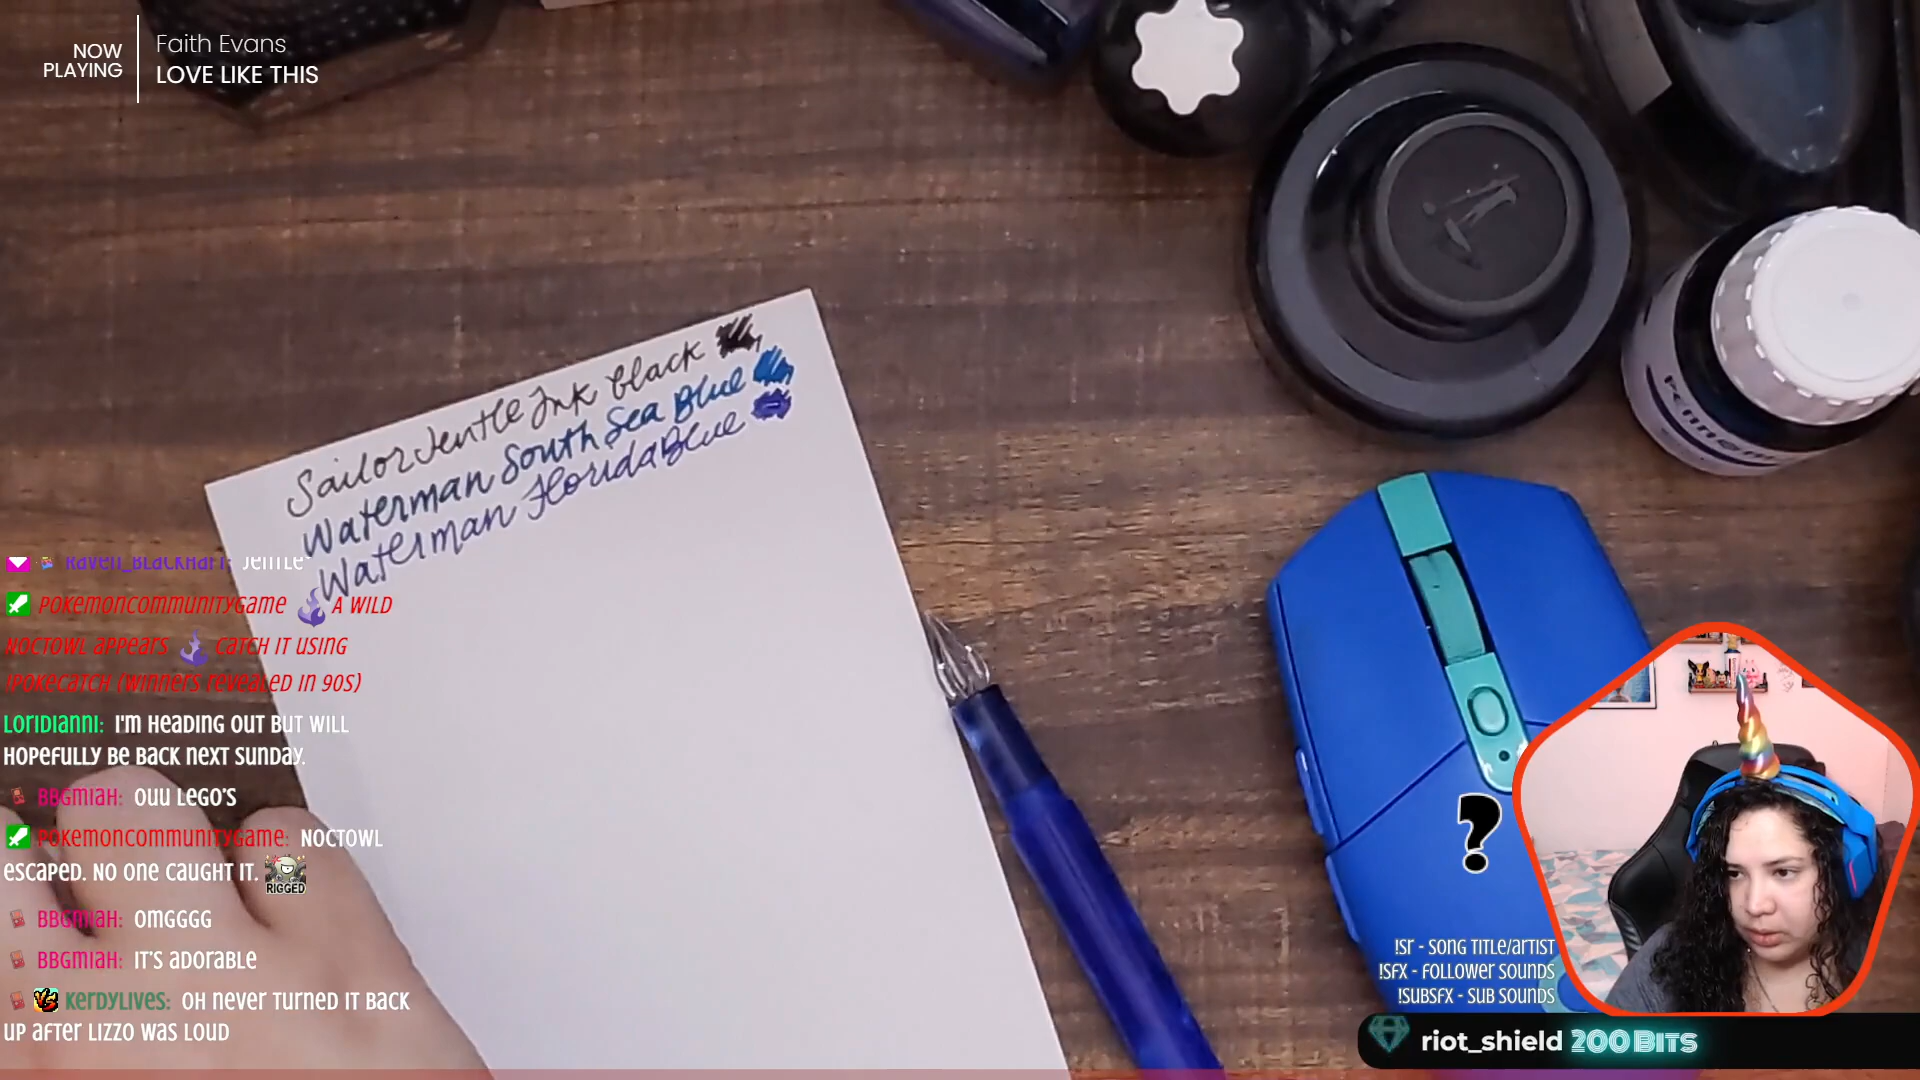 NOW PLAYING
Faith Evans
LOVE LIKE THIS
Sailor Jentle Ink black
Waterman South Sea Blue
Waterman Florida Blue
Raven_Blackhart: Jentle
PokemonCommunityGame A wild
Noctowl appears Catch it using
!pokecatch (winners revealed in 90s)
Loridianni: I'm heading out but will
hopefully be back next Sunday.
BBGMiah: Ouu Lego's
PokemonCommunityGame: Noctowl
escaped. No one caught it.
RIGGED
BBGMiah: omgggg
BBGMiah: it's adorable
KerdyLives: oh never turned it back
up after lizzo was loud
?
!sr - song title/artist
!sfx - follower sounds
!subsfx - sub sounds
riot_shield 200 BITS